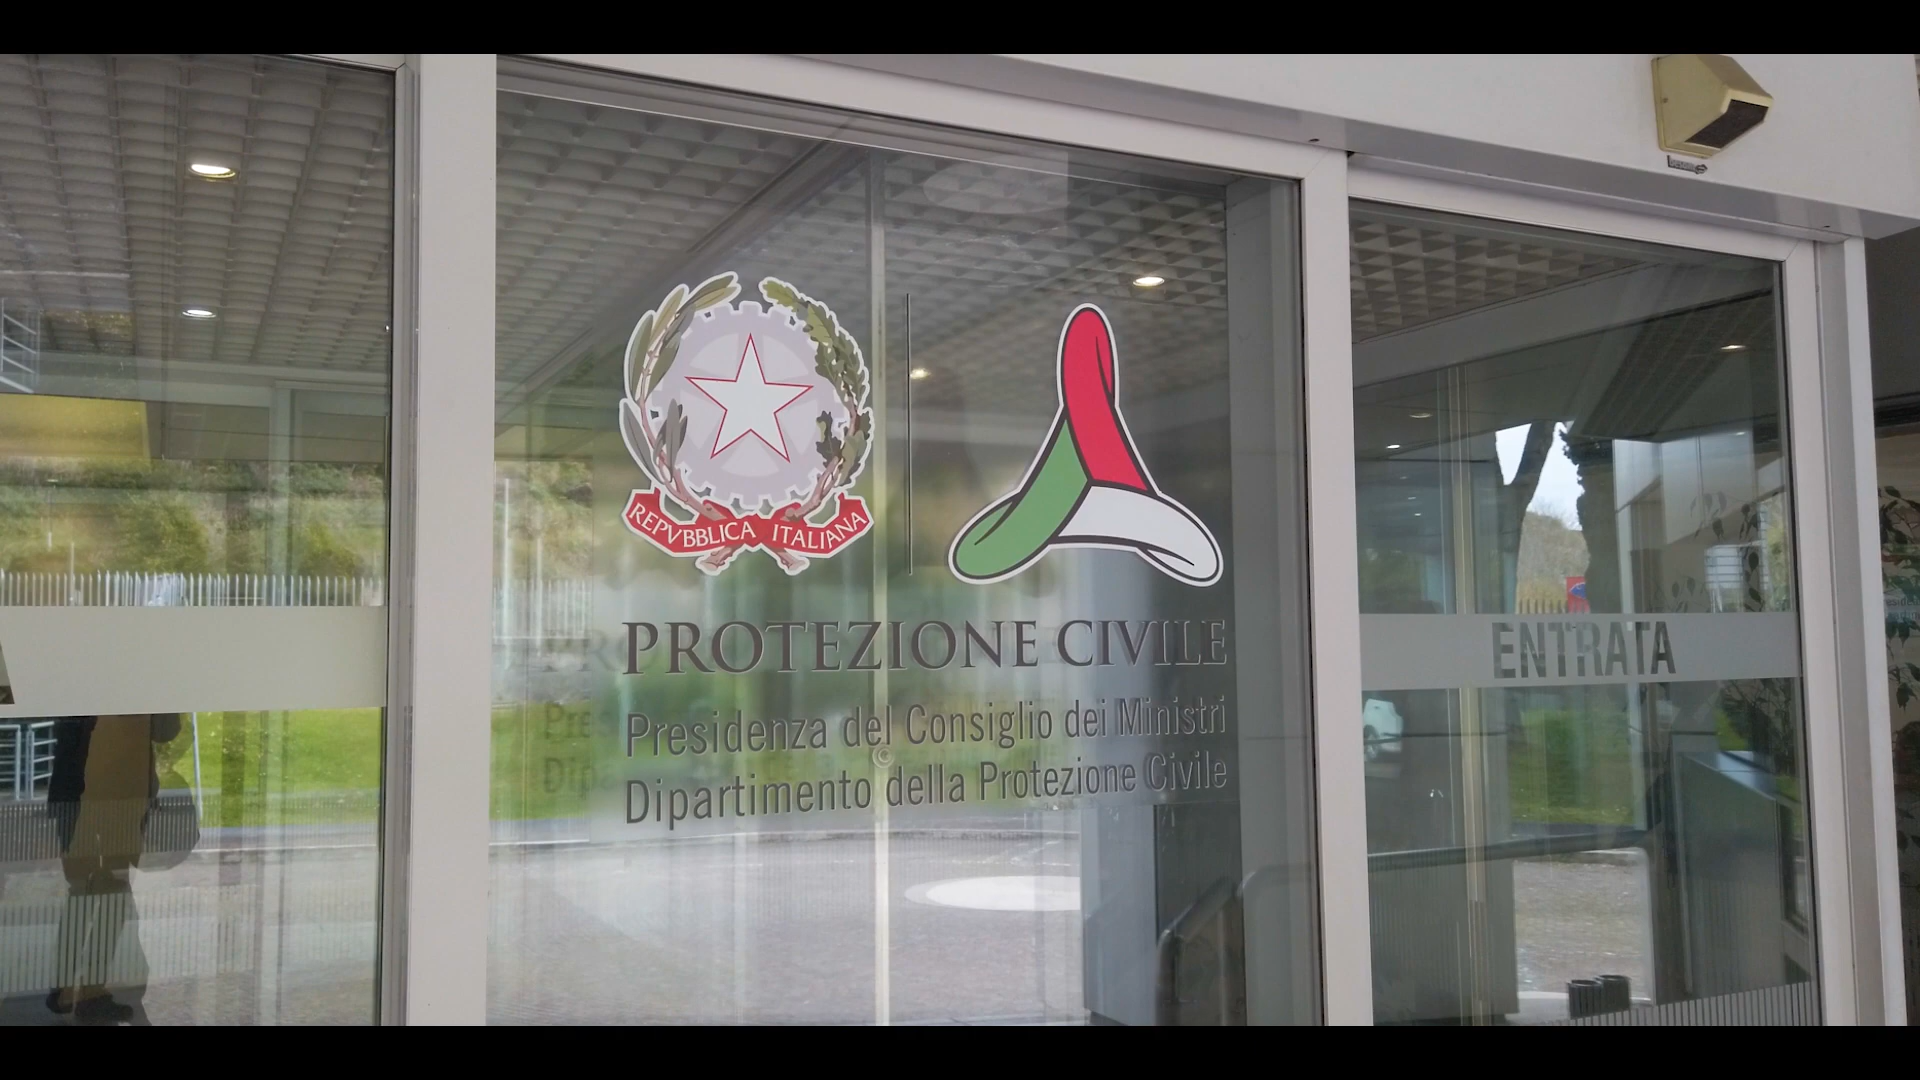 REPVBBLICA ITALIANA
PROTEZIONE CIVILE
Presidenza del Consiglio dei Ministri
Dipartimento della Protezione Civile
ENTRATA